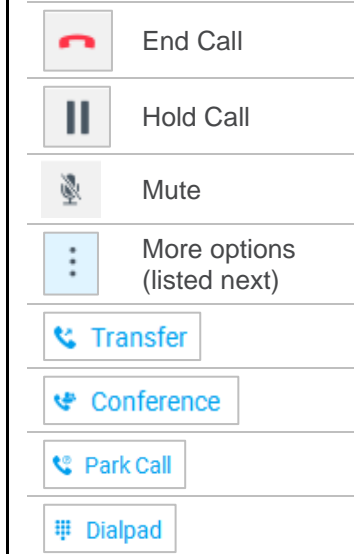 End Call
Hold Call
Mute
More options
(listed next)
Transfer
Conference
Park Call
Dialpad